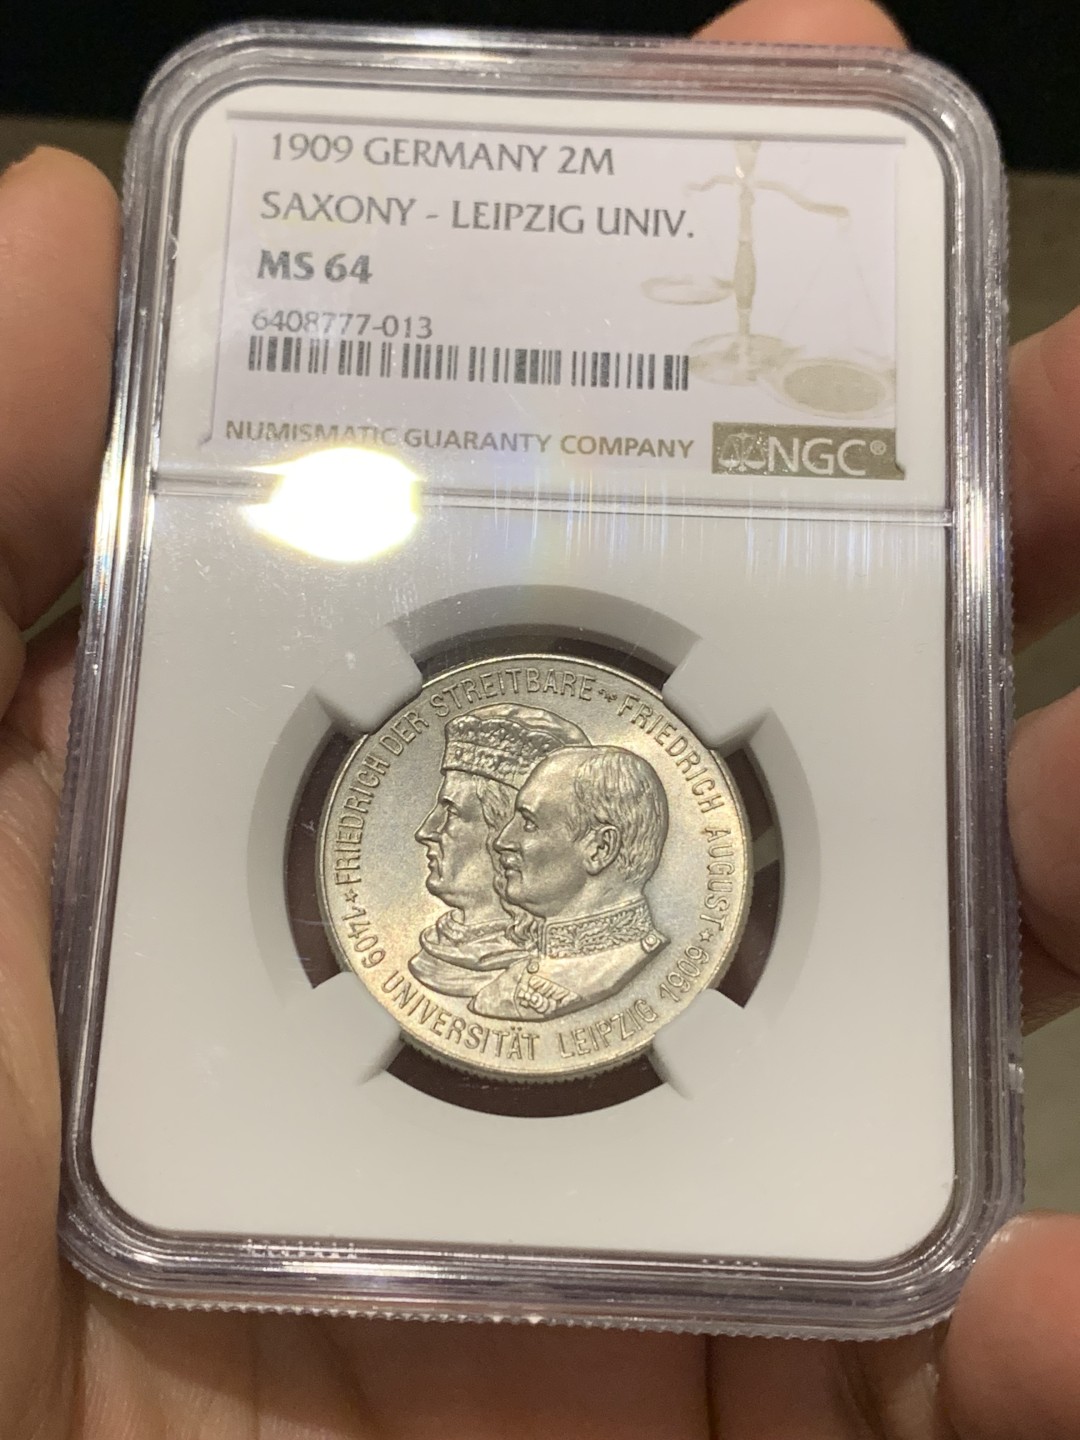 1909 GERMANY 2M
SAXONY - LEIPZIG UNIV.
MS 64
6408777-013
NUMISMATIC GUARANTY COMPANY
NGC®
FRIEDRICH DER STREITBARE FRIEDRICH AUGUST
1409 UNIVERSITÄT LEIPZIG 1909